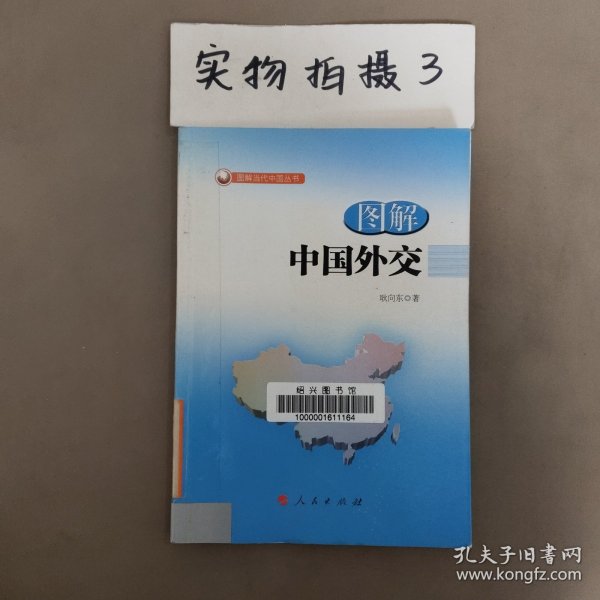 实物拍摄3
图解当代中国丛书
图解
中国外交
耿向东◎著
绍兴图书馆
1000001611164
人民出版社
孔夫子旧书网
www.kongfz.com